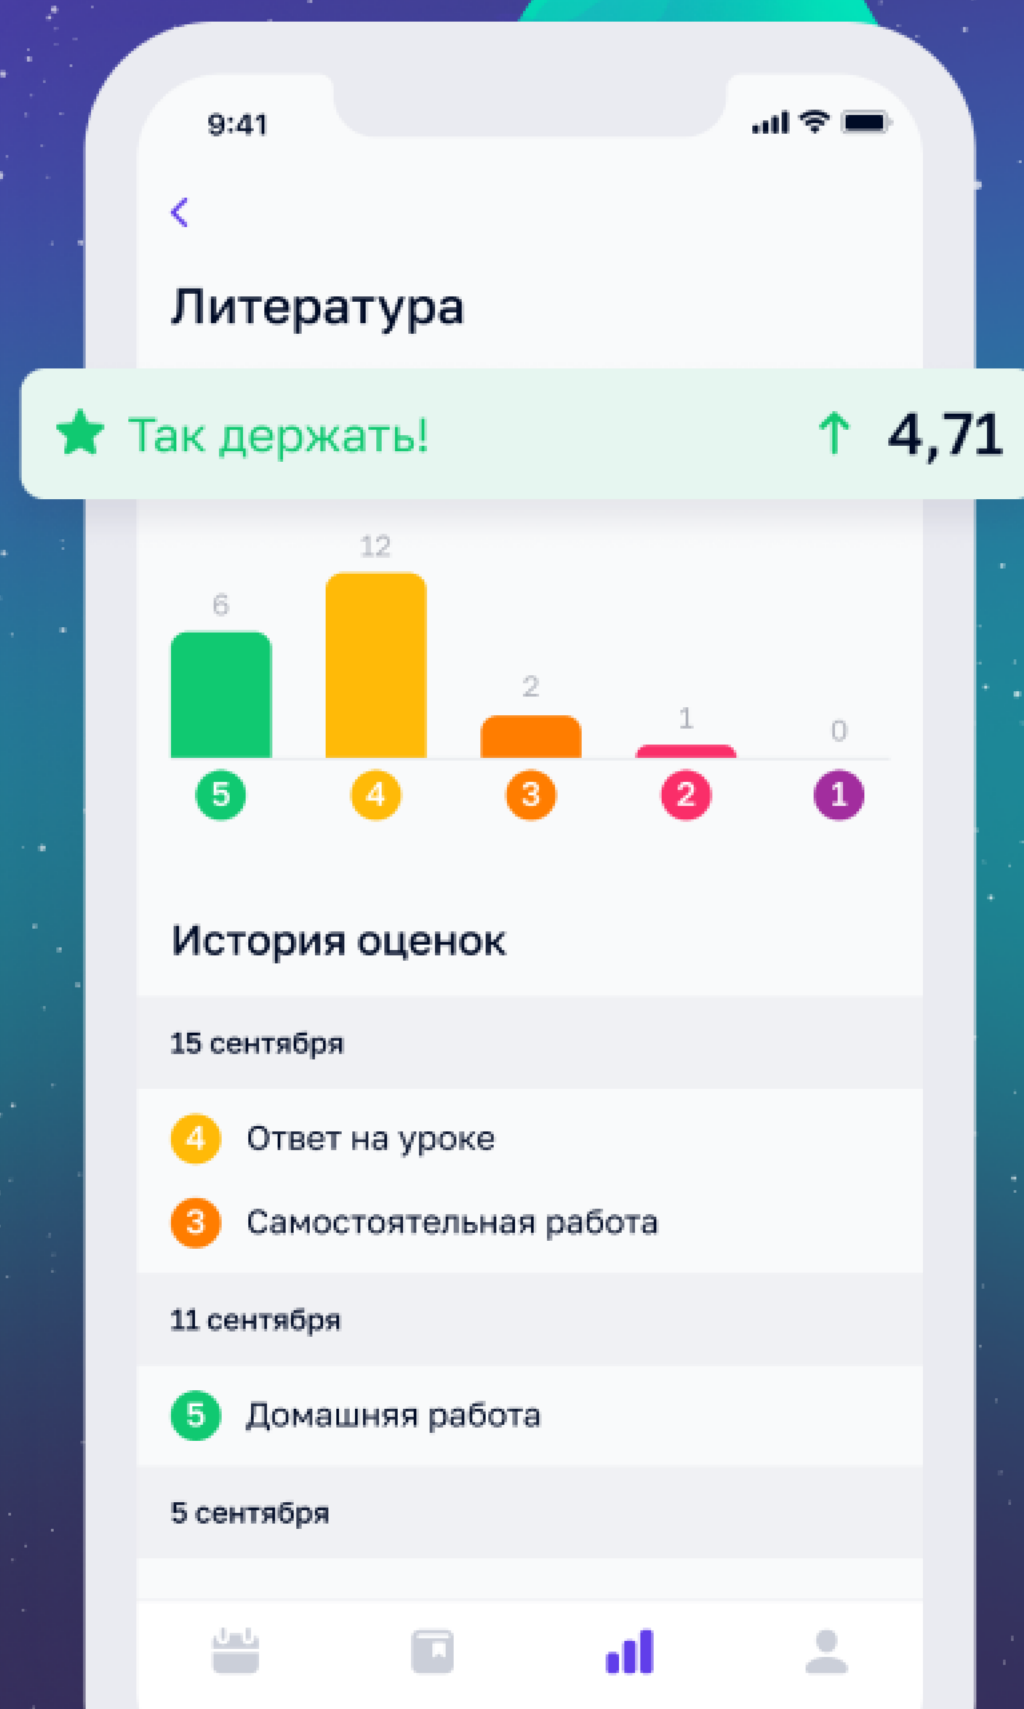 9:41
Литература
Так держать! 4,71
6 12 2 1 0
5 4 3 2 1
История оценок
15 сентября
4 Ответ на уроке
3 Самостоятельная работа
11 сентября
5 Домашняя работа
5 сентября